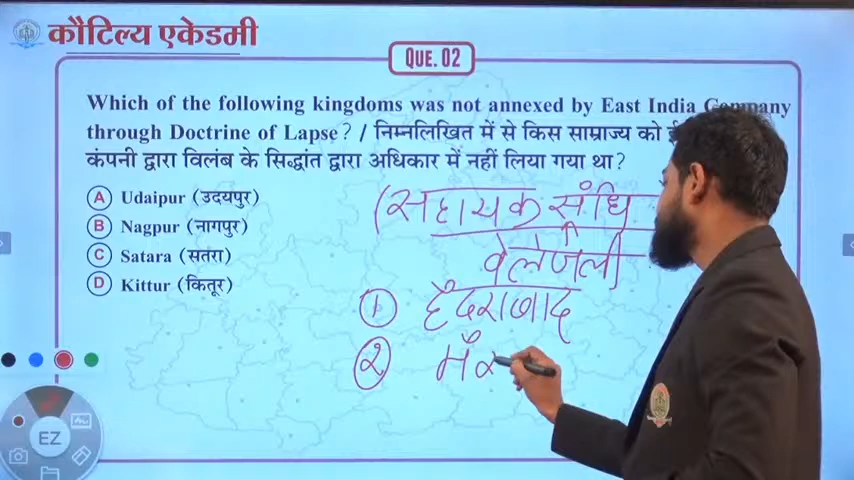 कौटिल्य एकेडमी
QUE. 02
Which of the following kingdoms was not annexed by East India Company
through Doctrine of Lapse? / निम्नलिखित में से किस साम्राज्य को
कंपनी द्वारा विलंब के सिद्धांत द्वारा अधिकार में नहीं लिया गया था?
A Udaipur (उदयपुर)
B Nagpur (नागपुर)
C Satara (सतारा)
D Kittur (कितूर)
(सहायक संधि
वेलेजली
1 हैदराबाद
2
EZ